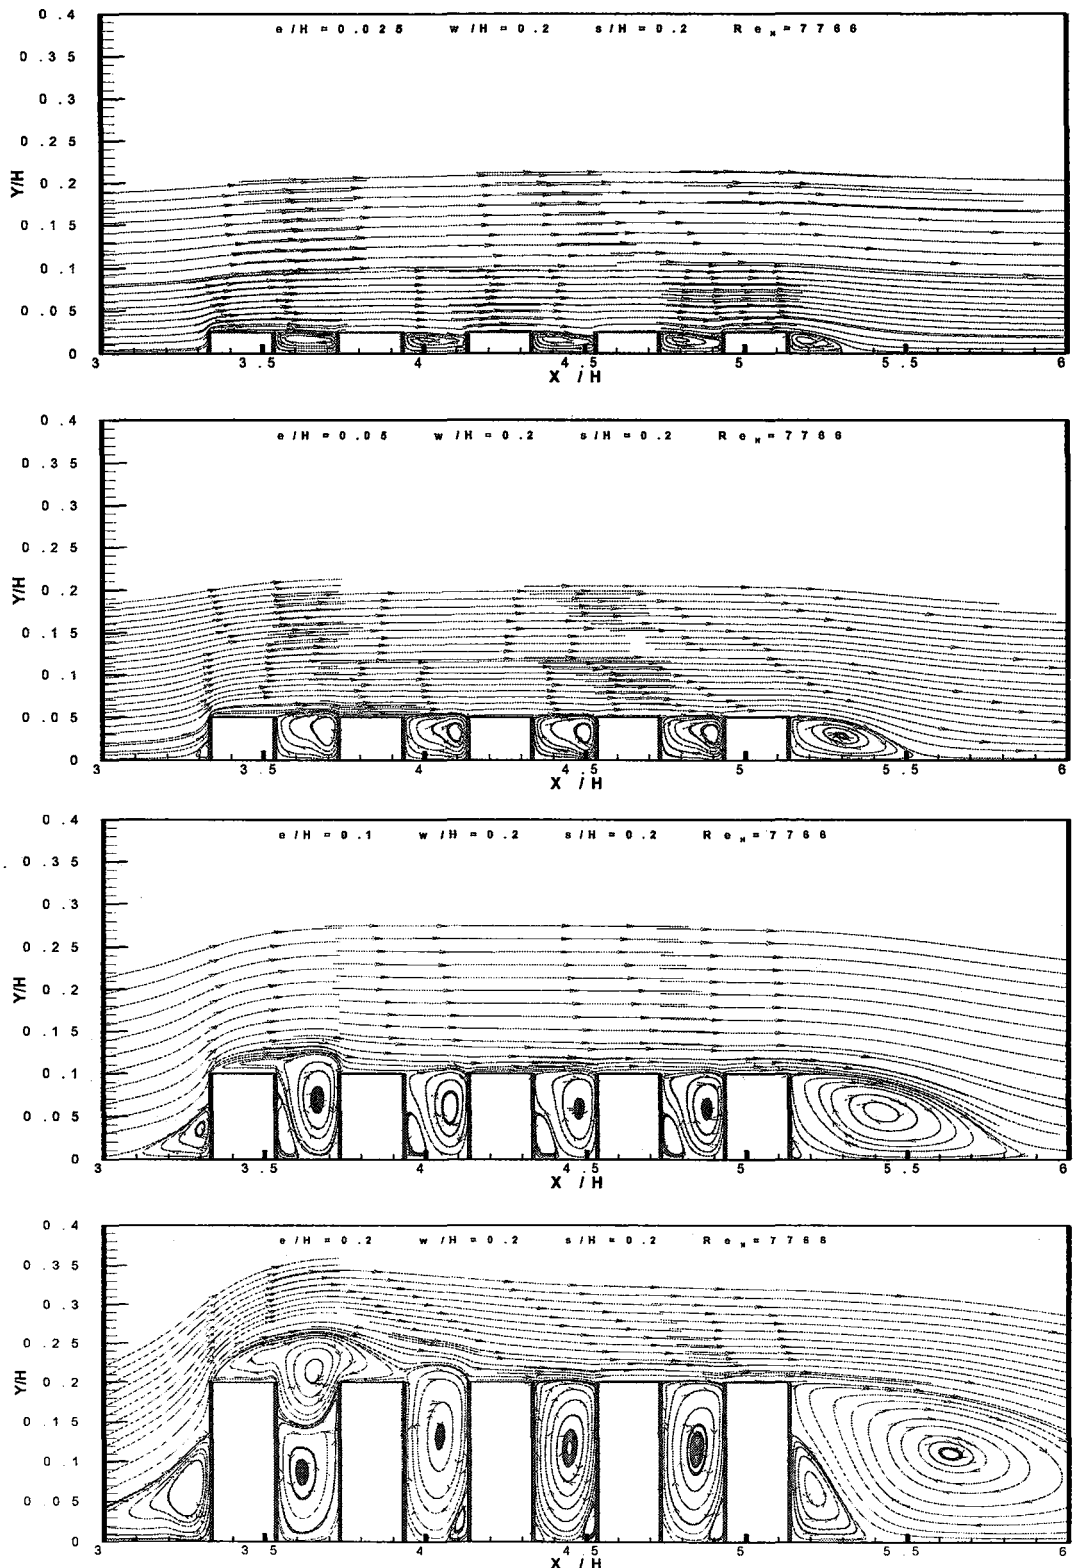 e/H = 0.025 w/H = 0.2 s/H = 0.2 Re_H = 7766
0.35
0.3
0.25
Y/H
0.2
0.15
0.1
0.05
0
3 3.5 4 4.5 5 5.5 6
X/H
0.4
e/H = 0.05 w/H = 0.2 s/H = 0.2 Re_H = 7766
0.35
0.3
0.25
Y/H
0.2
0.15
0.1
0.05
0
3 3.5 4 4.5 5 5.5 6
X/H
0.4
e/H = 0.1 w/H = 0.2 s/H = 0.2 Re_H = 7766
0.35
0.3
0.25
Y/H
0.2
0.15
0.1
0.05
0
3 3.5 4 4.5 5 5.5 6
X/H
0.4
e/H = 0.2 w/H = 0.2 s/H = 0.2 Re_H = 7766
0.35
0.3
0.25
Y/H
0.2
0.15
0.1
0.05
0
3 3.5 4 4.5 5 5.5 6
X/H